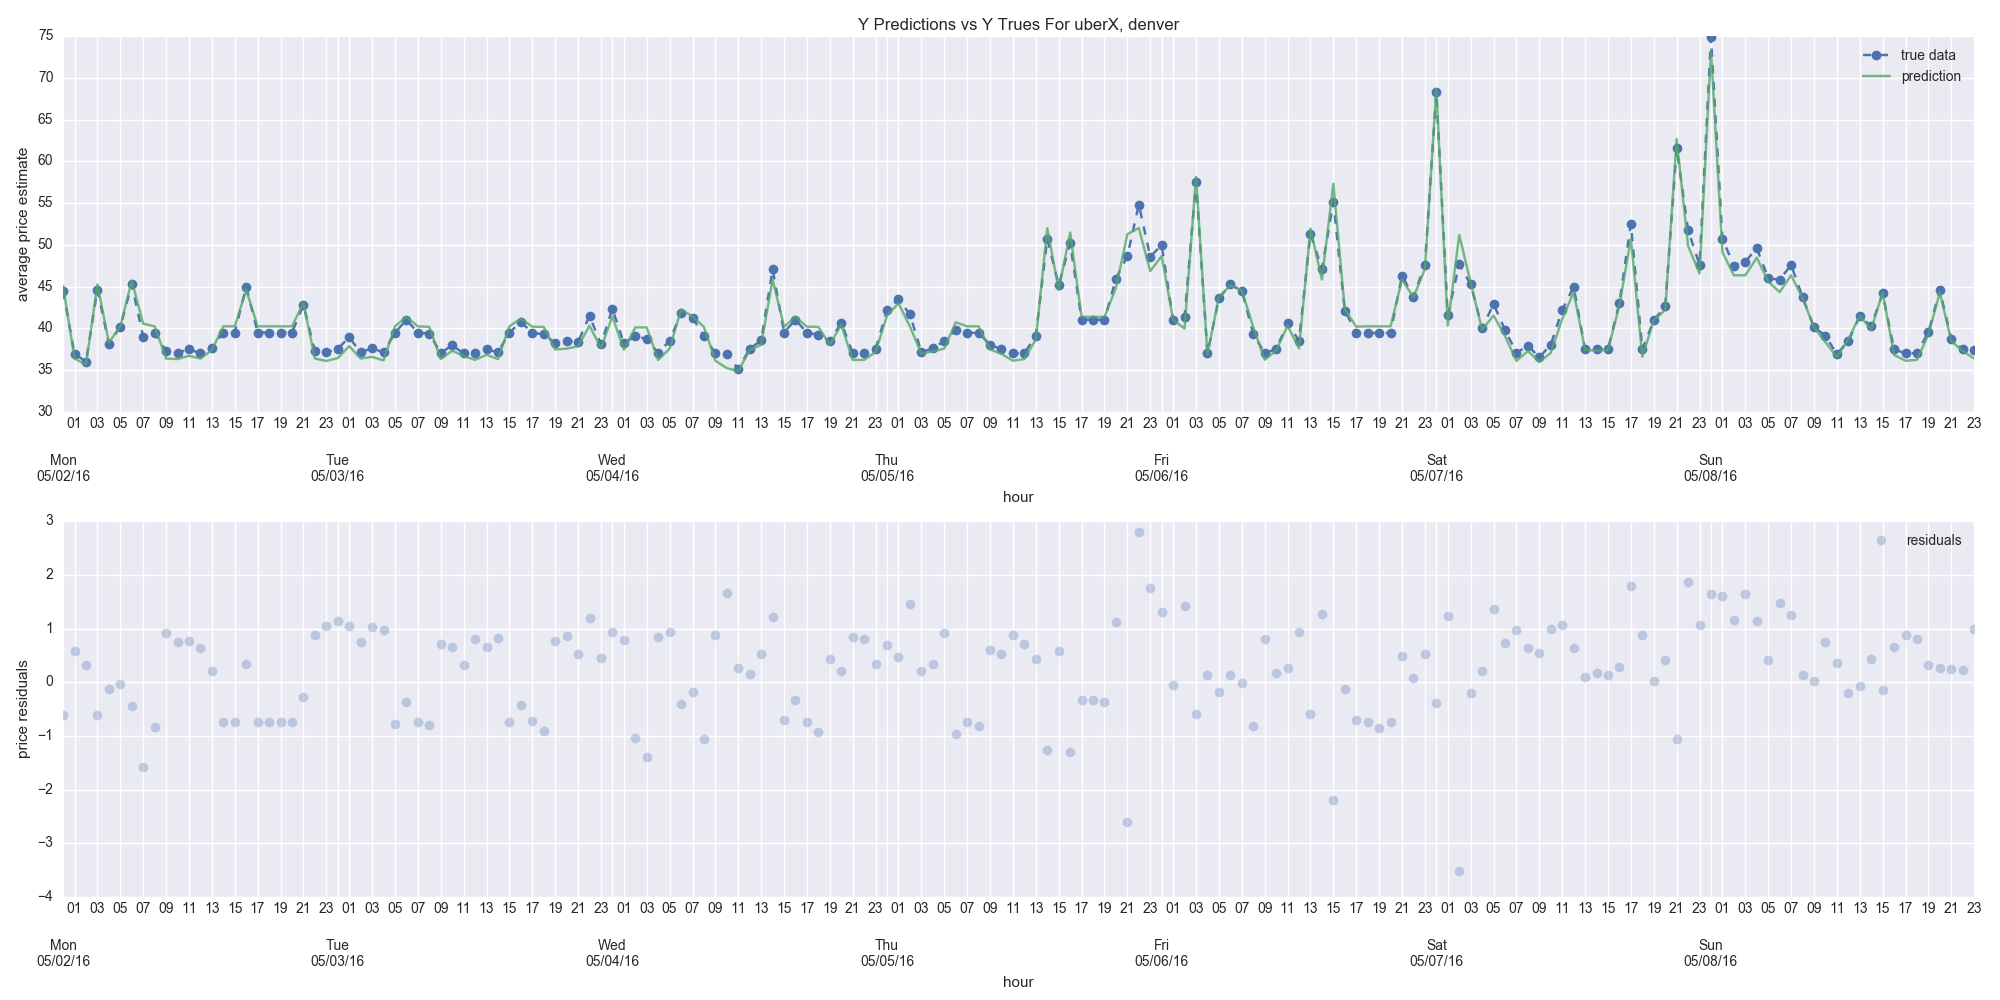 Y Predictions vs Y Trues For uberX, denver
75
70
65
60
55
50
45
40
35
30
average price estimate
true data
prediction
01 03 05 07 09 11 13 15 17 19 21 23 01 03 05 07 09 11 13 15 17 19 21 23 01 03 05 07 09 11 13 15 17 19 21 23 01 03 05 07 09 11 13 15 17 19 21 23 01 03 05 07 09 11 13 15 17 19 21 23 01 03 05 07 09 11 13 15 17 19 21 23 01 03 05 07 09 11 13 15 17 19 21 23
Mon Tue Wed Thu Fri Sat Sun
05/02/16 05/03/16 05/04/16 05/05/16 05/06/16 05/07/16 05/08/16
hour
3
2
1
0
−1
−2
−3
−4
price residuals
residuals
01 03 05 07 09 11 13 15 17 19 21 23 01 03 05 07 09 11 13 15 17 19 21 23 01 03 05 07 09 11 13 15 17 19 21 23 01 03 05 07 09 11 13 15 17 19 21 23 01 03 05 07 09 11 13 15 17 19 21 23 01 03 05 07 09 11 13 15 17 19 21 23 01 03 05 07 09 11 13 15 17 19 21 23
Mon Tue Wed Thu Fri Sat Sun
05/02/16 05/03/16 05/04/16 05/05/16 05/06/16 05/07/16 05/08/16
hour